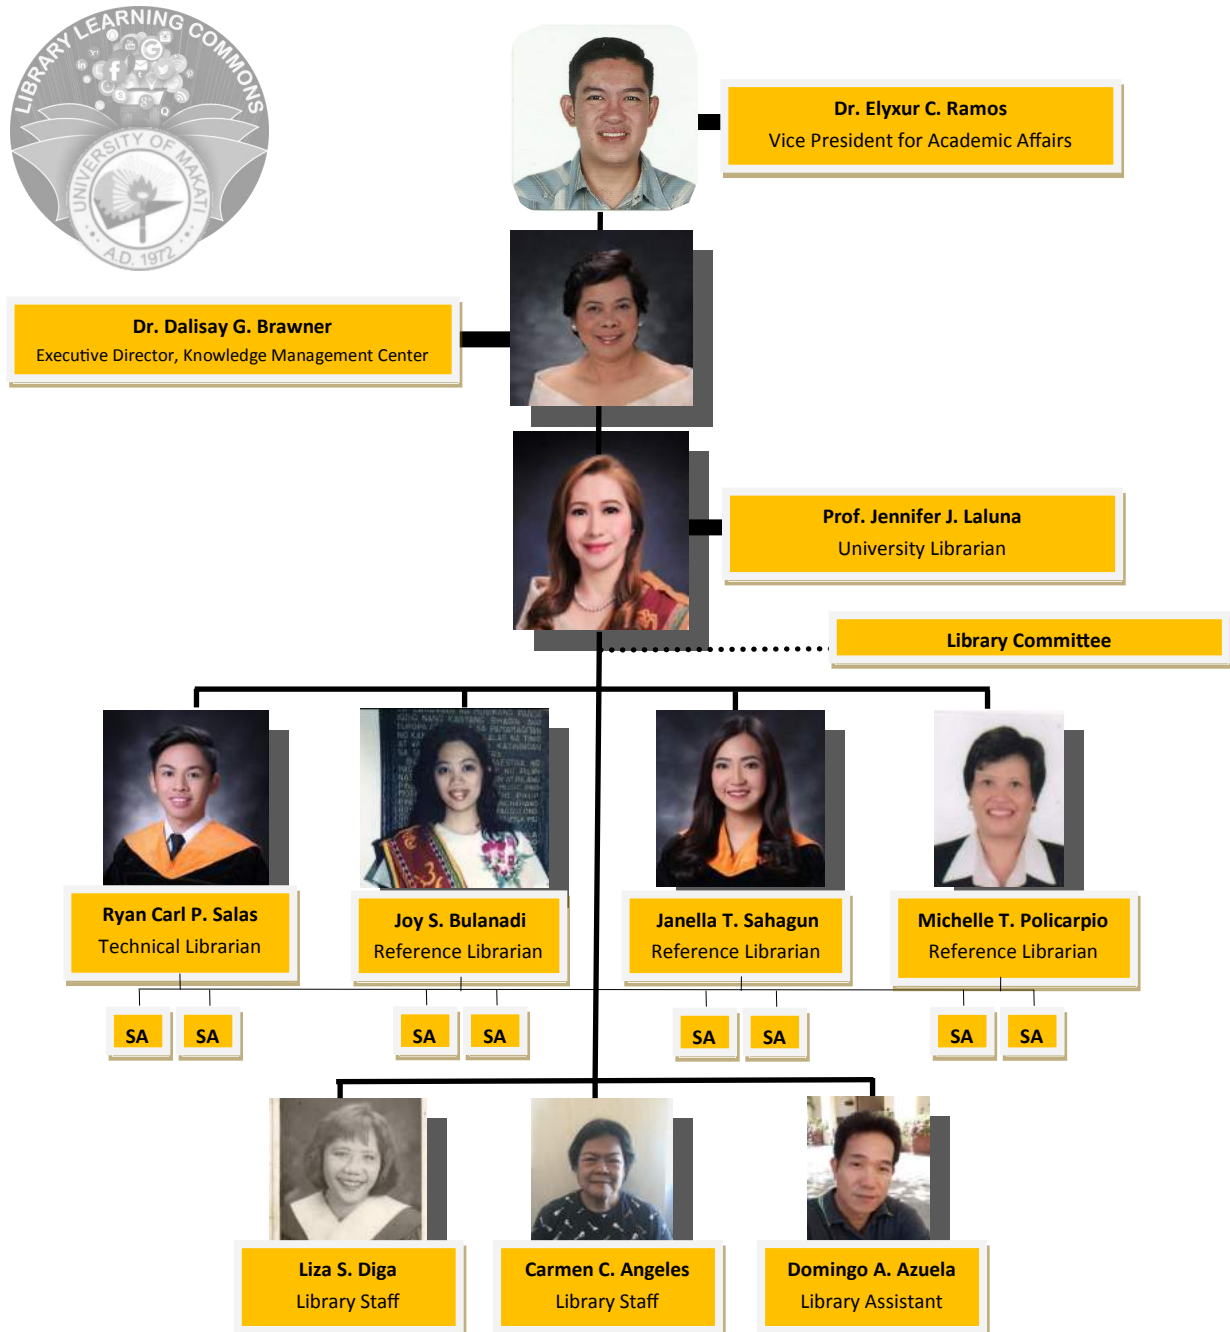 LIBRARY LEARNING COMMONS
UNIVERSITY OF MAKATI
A.D. 1972
Dr. Elyxur C. Ramos
Vice President for Academic Affairs
Dr. Dalisay G. Brawner
Executive Director, Knowledge Management Center
Prof. Jennifer J. Laluna
University Librarian
Library Committee
Ryan Carl P. Salas
Technical Librarian
Joy S. Bulanadi
Reference Librarian
Janella T. Sahagun
Reference Librarian
Michelle T. Policarpio
Reference Librarian
SA
SA
SA
SA
SA
SA
SA
SA
Liza S. Diga
Library Staff
Carmen C. Angeles
Library Staff
Domingo A. Azuela
Library Assistant